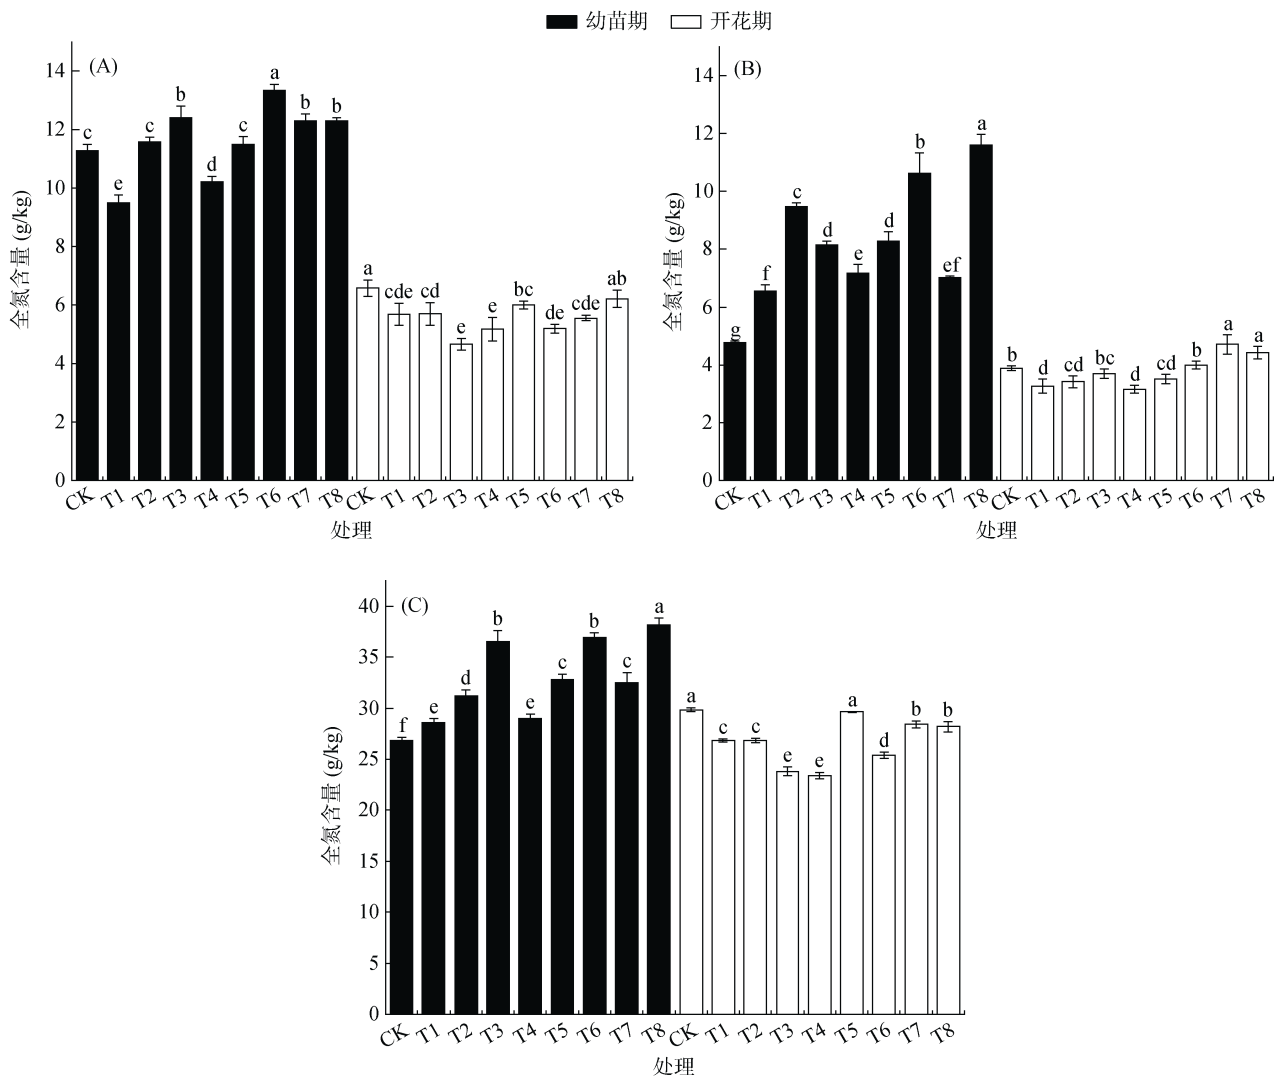 幼苗期 开花期
(A)
14
12
10
8
6
4
2
0
全氮含量 (g/kg)
c e c b d c a b b a cde cd e e bc de cde ab
CK T1 T2 T3 T4 T5 T6 T7 T8 CK T1 T2 T3 T4 T5 T6 T7 T8
处理
(B)
14
12
10
8
6
4
2
0
全氮含量 (g/kg)
g f c d e d b ef a b d cd bc d cd b a a
CK T1 T2 T3 T4 T5 T6 T7 T8 CK T1 T2 T3 T4 T5 T6 T7 T8
处理
(C)
40
35
30
25
20
15
10
5
0
全氮含量 (g/kg)
f e d b e c b c a a c c e e a d b b
CK T1 T2 T3 T4 T5 T6 T7 T8 CK T1 T2 T3 T4 T5 T6 T7 T8
处理